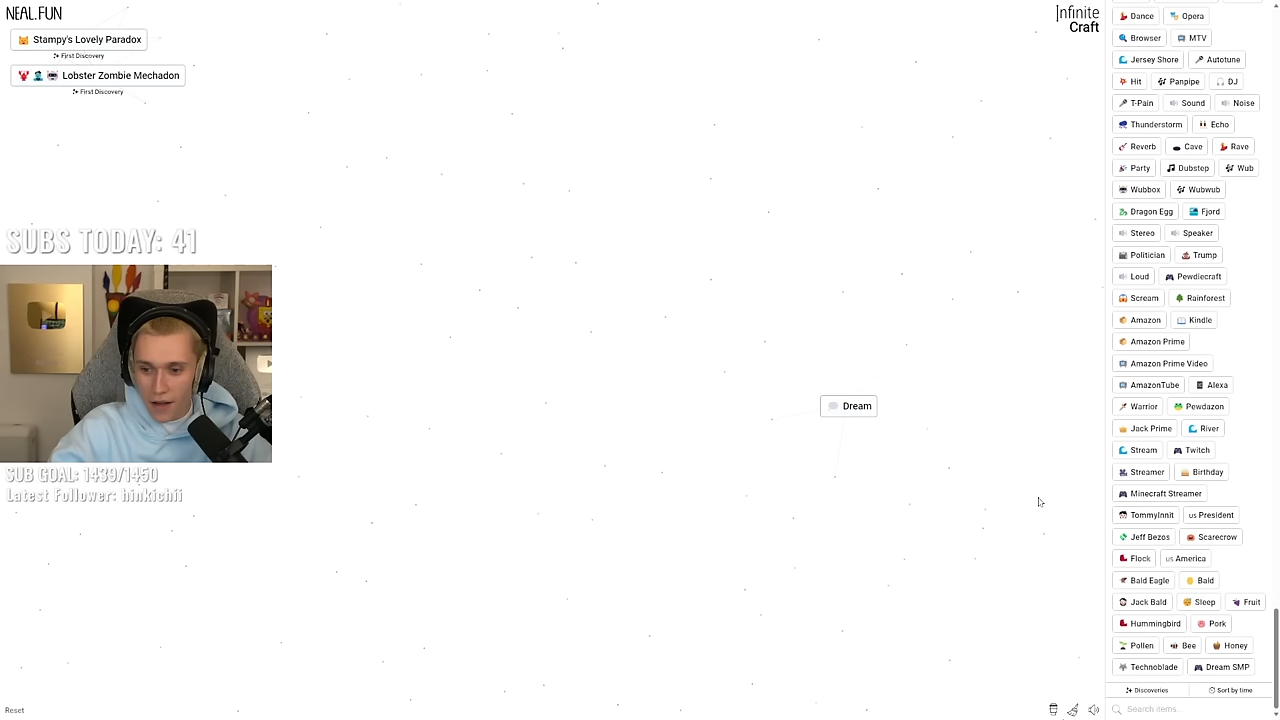 NEAL.FUN
Stampy's Lovely Paradox
First Discovery
Lobster Zombie Mechadon
First Discovery
SUBS TODAY: 41
SUB GOAL: 1439/1450
Latest Follower: hinkichii
Reset
Dream
Infinite
Craft
Dance Opera
Browser MTV
Jersey Shore Autotune
Hit Panpipe DJ
T-Pain Sound Noise
Thunderstorm Echo
Reverb Cave Rave
Party Dubstep Wub
Wubbox Wubwub
Dragon Egg Fjord
Stereo Speaker
Politician Trump
Loud Pewdiecraft
Scream Rainforest
Amazon Kindle
Amazon Prime
Amazon Prime Video
AmazonTube Alexa
Warrior Pewdazon
Jack Prime River
Stream Twitch
Streamer Birthday
Minecraft Streamer
TommyInnit US President
Jeff Bezos Scarecrow
Flock US America
Bald Eagle Bald
Jack Bald Sleep Fruit
Hummingbird Pork
Pollen Bee Honey
Technoblade Dream SMP
Discoveries Sort by time
Search items...